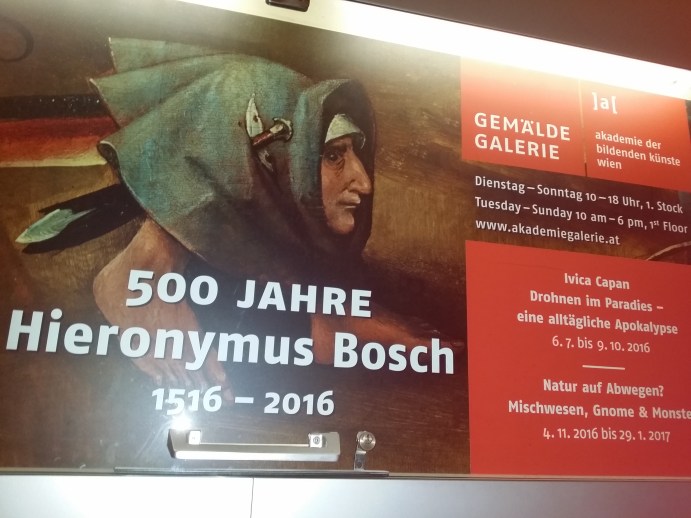 500 JAHRE
Hieronymus Bosch
1516 – 2016
GEMÄLDE
GALERIE
]a[
akademie der
bildenden künste
wien
Dienstag – Sonntag 10 – 18 Uhr, 1. Stock
Tuesday – Sunday 10 am – 6 pm, 1st Floor
www.akademiegalerie.at
Ivica Capan
Drohnen im Paradies –
eine alltägliche Apokalypse
6. 7. bis 9. 10. 2016
Natur auf Abwegen?
Mischwesen, Gnome & Monste
4. 11. 2016 bis 29. 1. 2017